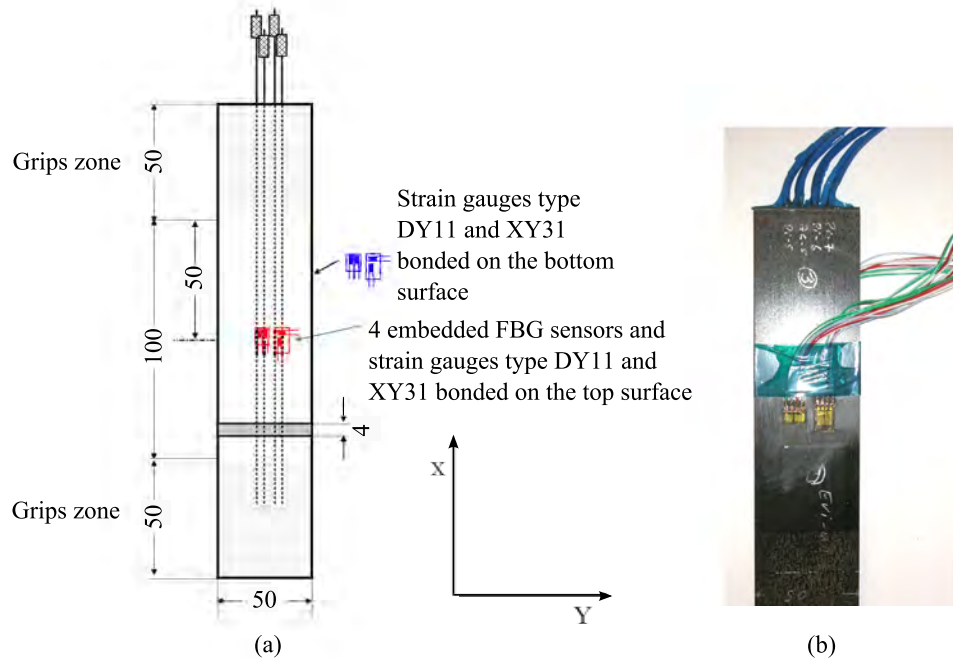 Grips zone
50
50
100
Strain gauges type
DY11 and XY31
bonded on the bottom
surface
4 embedded FBG sensors and
strain gauges type DY11 and
XY31 bonded on the top surface
4
Grips zone
50
50
X
Y
3
(a)
(b)